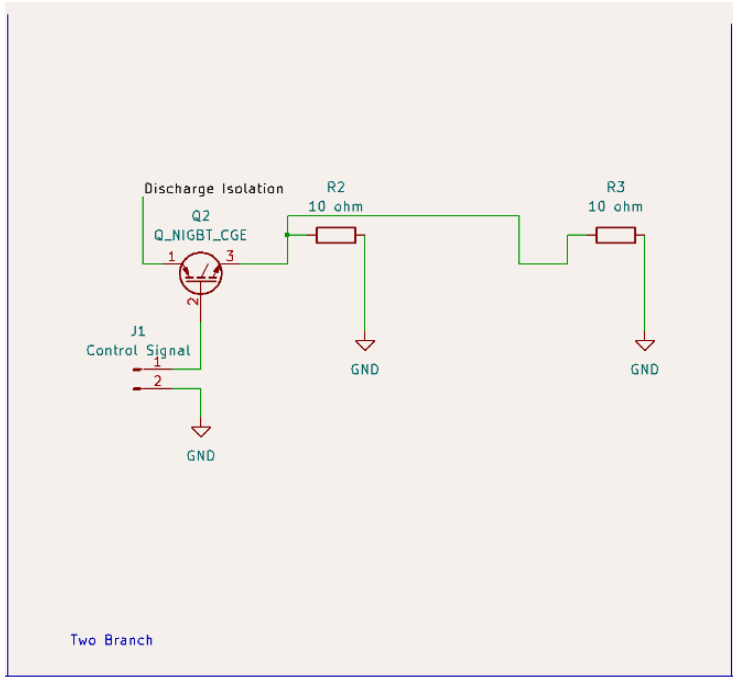 Discharge Isolation
Q2
Q_NIGBT_CGE
1
3
2
R2
10 ohm
R3
10 ohm
J1
Control Signal
1
2
GND
GND
GND
Two Branch